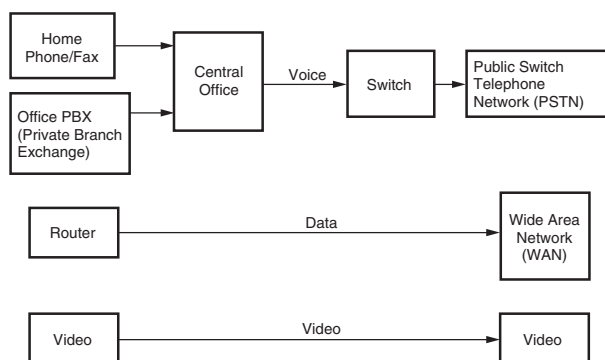 Home
Phone/Fax
Office PBX
(Private Branch
Exchange)
Central
Office
Voice
Switch
Public Switch
Telephone
Network (PSTN)
Router
Data
Wide Area
Network
(WAN)
Video
Video
Video